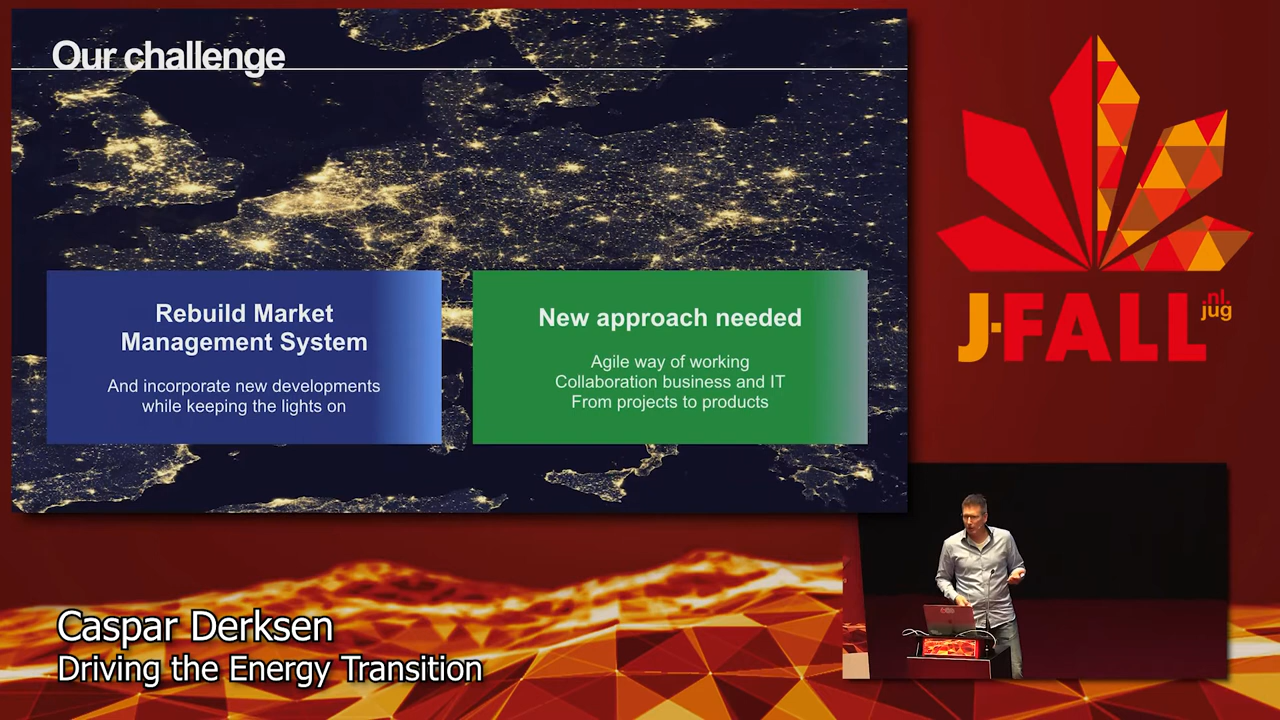 Our challenge
Rebuild Market
Management System
And incorporate new developments
while keeping the lights on
New approach needed
Agile way of working
Collaboration business and IT
From projects to products
J-FALL
nl.
jug
Caspar Derksen
Driving the Energy Transition